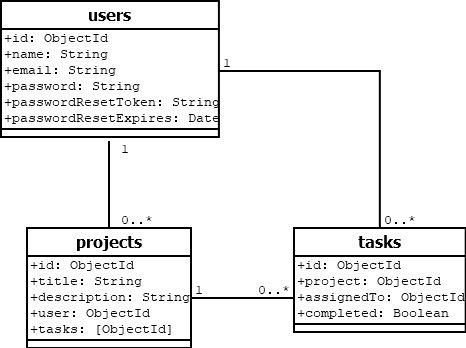 users
+id: ObjectId
+name: String
+email: String
+password: String
+passwordResetToken: String
+passwordResetExpires: Date
1
1
0..*
0..*
projects
+id: ObjectId
+title: String
+description: String
+user: ObjectId
+tasks: [ObjectId]
1
0..*
tasks
+id: ObjectId
+project: ObjectId
+assignedTo: ObjectId
+completed: Boolean